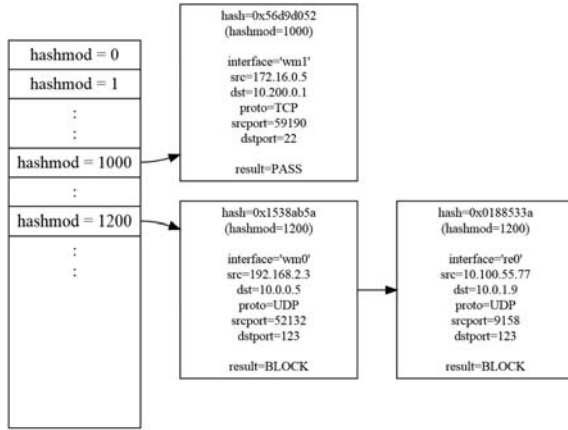 hashmod = 0
hashmod = 1
:
:
hashmod = 1000
:
hashmod = 1200
:
:
hash=0x56d9d052
(hashmod=1000)
interface='wm1'
src=172.16.0.5
dst=10.200.0.1
proto=TCP
srcport=59190
dstport=22
result=PASS
hash=0x1538ab5a
(hashmod=1200)
interface='wm0'
src=192.168.2.3
dst=10.0.0.5
proto=UDP
srcport=52132
dstport=123
result=BLOCK
hash=0x0188533a
(hashmod=1200)
interface='re0'
src=10.100.55.77
dst=10.0.1.9
proto=UDP
srcport=9158
dstport=123
result=BLOCK